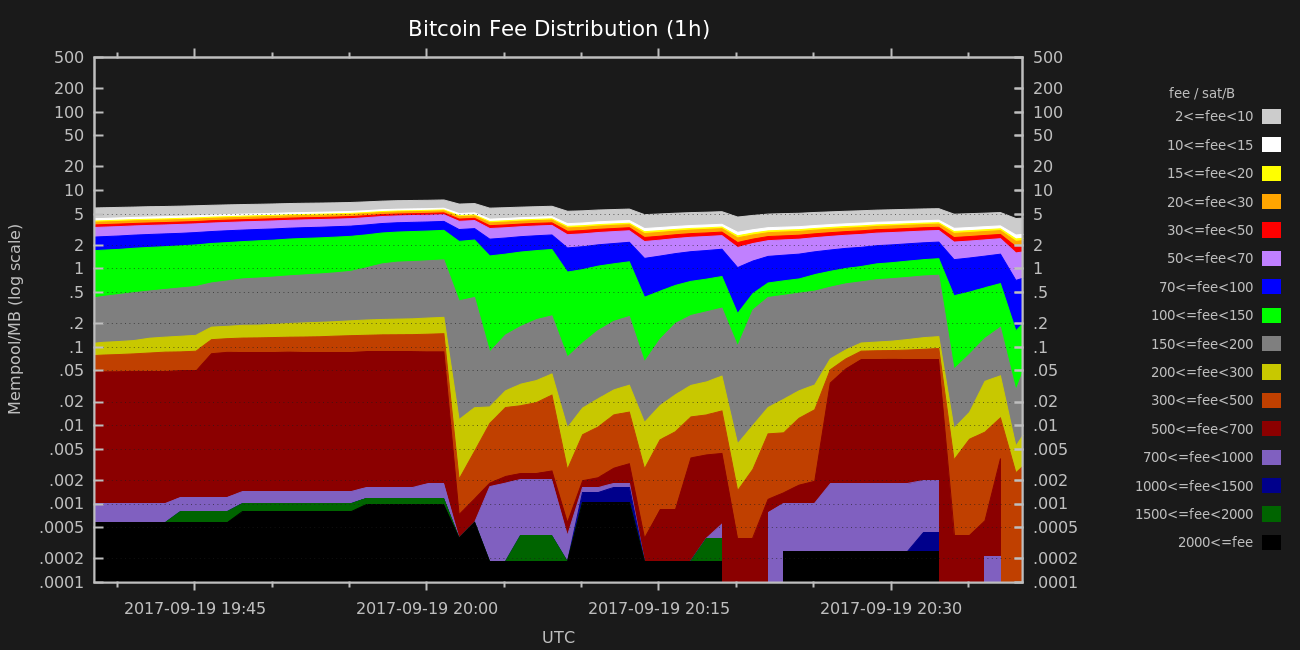 Bitcoin Fee Distribution (1h)
500
200
100
50
20
10
5
2
1
.5
.2
.1
.05
.02
.01
.005
.002
.001
.0005
.0002
.0001
Mempool/MB (log scale)
500
200
100
50
20
10
5
2
1
.5
.2
.1
.05
.02
.01
.005
.002
.001
.0005
.0002
.0001
2017-09-19 19:45
2017-09-19 20:00
2017-09-19 20:15
2017-09-19 20:30
UTC
fee / sat/B
2<=fee<10
10<=fee<15
15<=fee<20
20<=fee<30
30<=fee<50
50<=fee<70
70<=fee<100
100<=fee<150
150<=fee<200
200<=fee<300
300<=fee<500
500<=fee<700
700<=fee<1000
1000<=fee<1500
1500<=fee<2000
2000<=fee